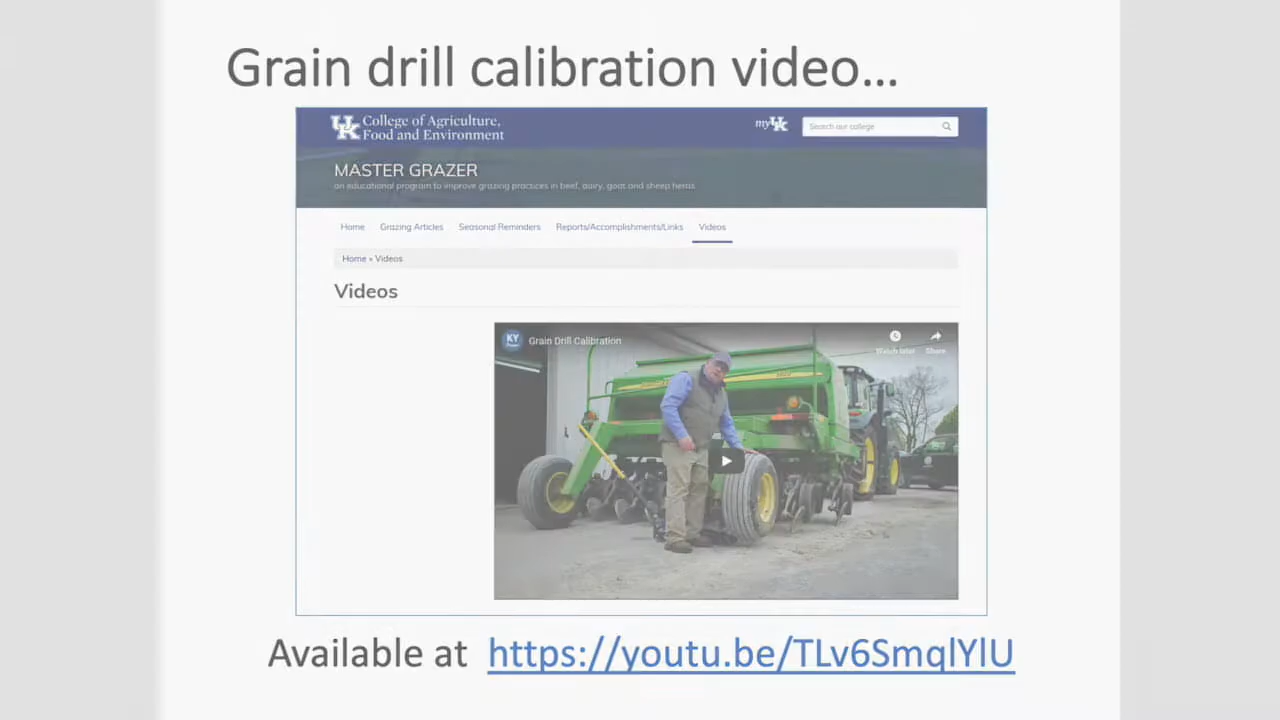 Grain drill calibration video...
UK College of Agriculture,
Food and Environment
myUK
Search our college
MASTER GRAZER
an educational program to improve grazing practices in beef, dairy, goat and sheep herds
Home Grazing Articles Seasonal Reminders Reports/Accomplishments/Links Videos
Home » Videos
Videos
KY
Grain Drill Calibration
Watch later Share
Available at https://youtu.be/TLv6SmqlYlU